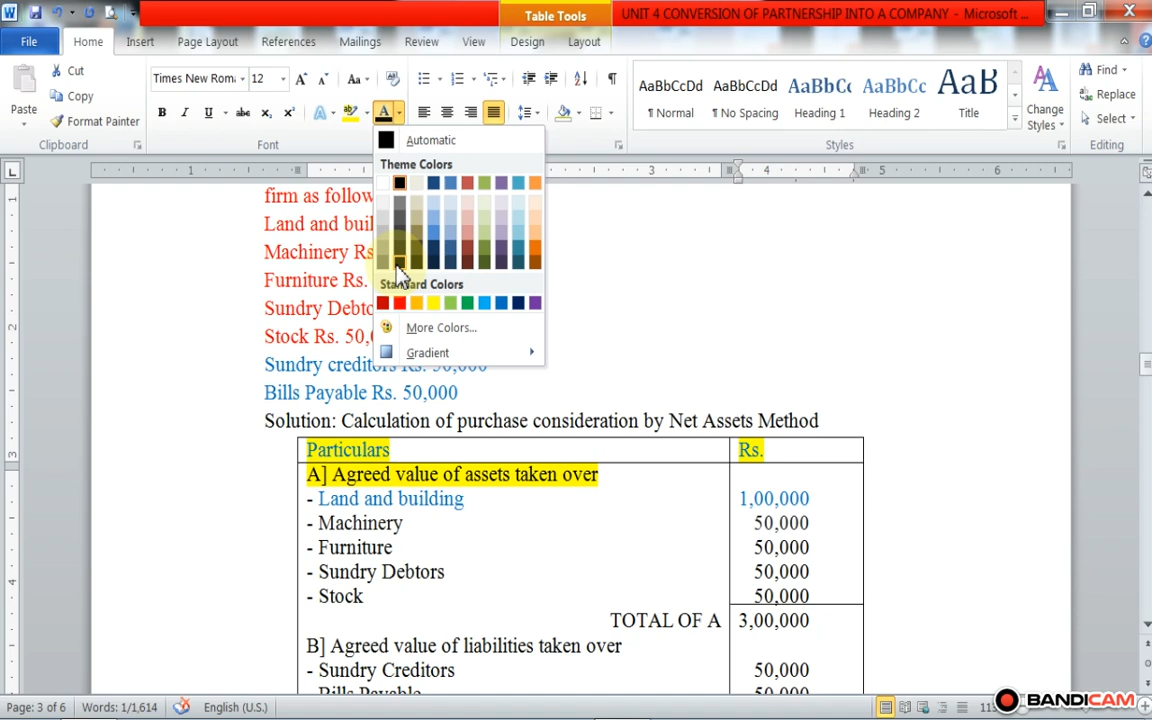 Table Tools
UNIT 4 CONVERSION OF PARTNERSHIP INTO A COMPANY - Microsoft ...
File Home Insert Page Layout References Mailings Review View Design Layout
Cut
Copy
Format Painter
Paste
Clipboard
Times New Rom 12
Font
AaBbCcDd AaBbCcDd AaBbCc AaBbCc AaB
¶ Normal ¶ No Spacing Heading 1 Heading 2 Title
Change Styles
Styles
Find
Replace
Select
Editing
Automatic
Theme Colors
Standard Colors
More Colors...
Gradient
firm as follow
Land and buil
Machinery Rs
Furniture Rs.
Sundry Debto
Stock Rs. 50,
Sundry creditors Rs. 50,000
Bills Payable Rs. 50,000
Solution: Calculation of purchase consideration by Net Assets Method
Particulars Rs.
A] Agreed value of assets taken over
- Land and building 1,00,000
- Machinery 50,000
- Furniture 50,000
- Sundry Debtors 50,000
- Stock 50,000
TOTAL OF A 3,00,000
B] Agreed value of liabilities taken over
- Sundry Creditors 50,000
- Bills Payable 50,000
Page: 3 of 6 Words: 1/1,614 English (U.S.)
BANDICAM